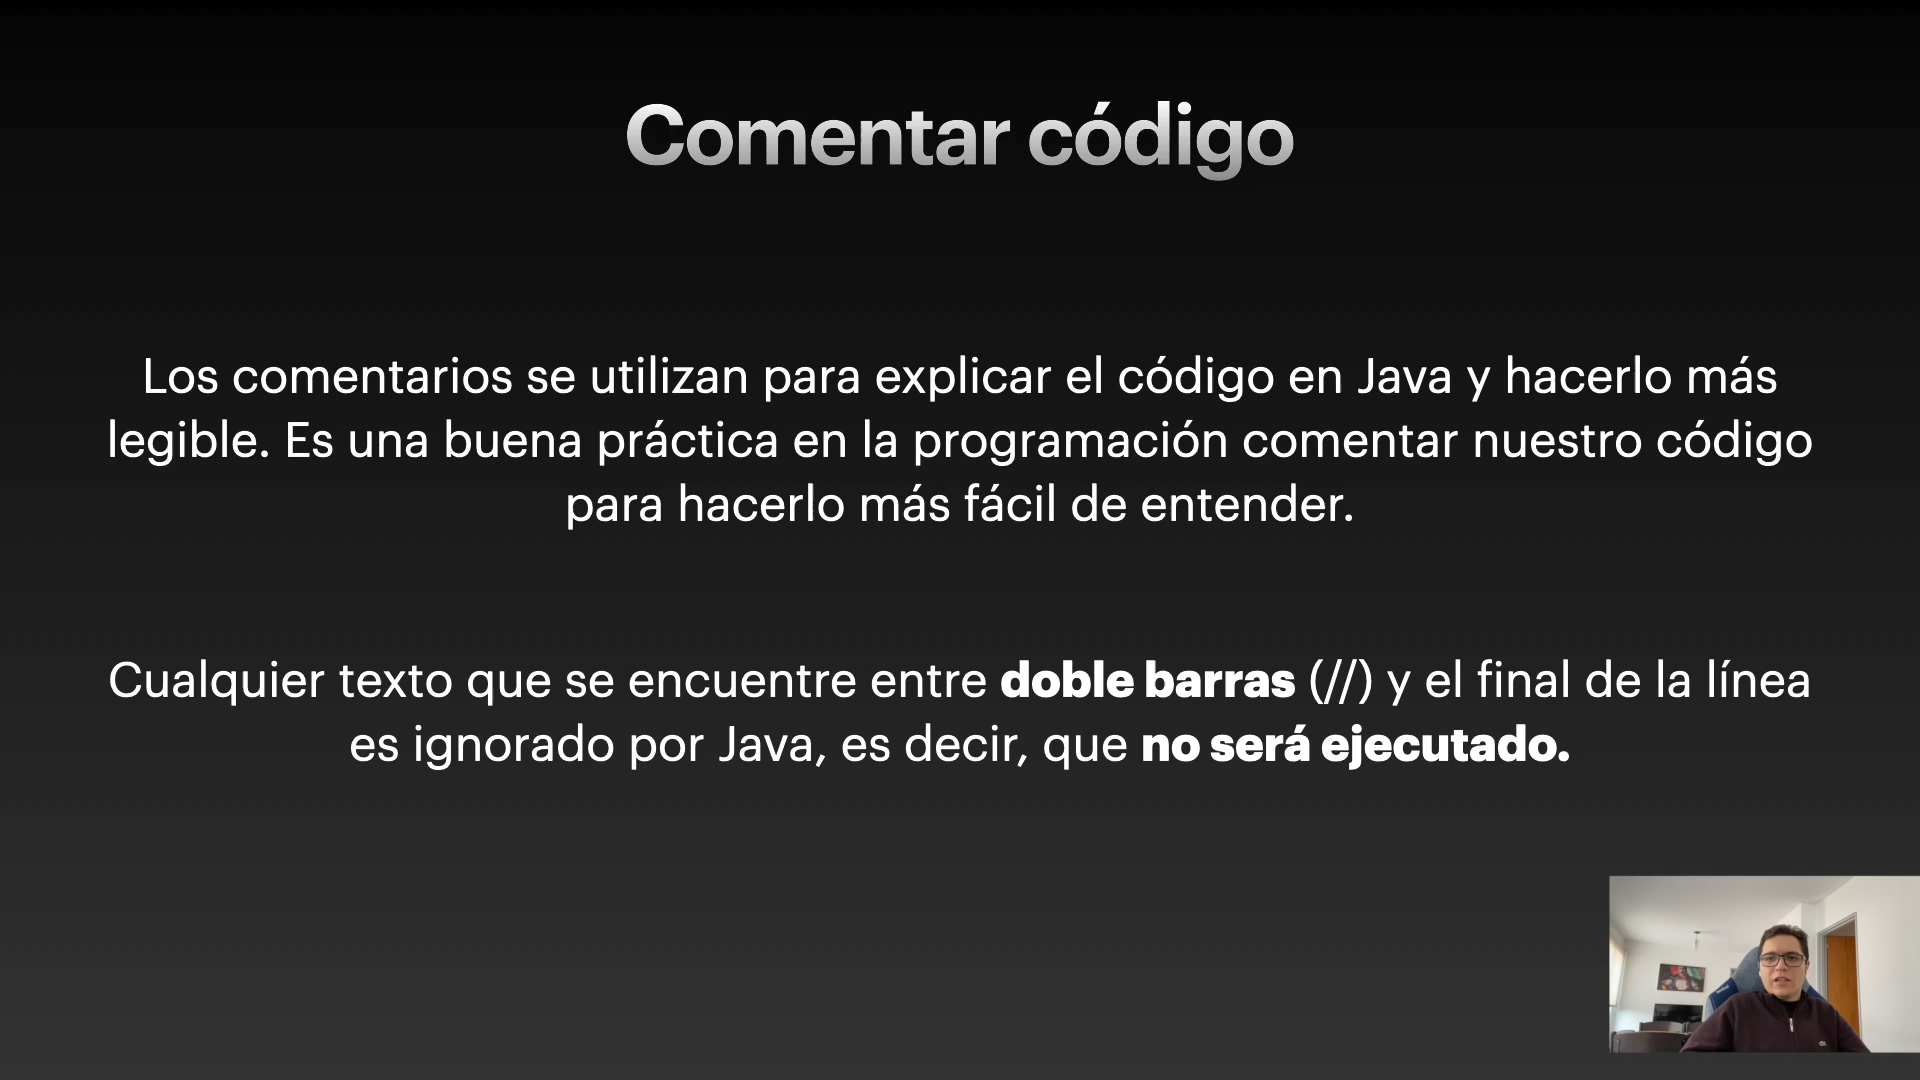 Comentar código
Los comentarios se utilizan para explicar el código en Java y hacerlo más
legible. Es una buena práctica en la programación comentar nuestro código
para hacerlo más fácil de entender.
Cualquier texto que se encuentre entre doble barras (//) y el final de la línea
es ignorado por Java, es decir, que no será ejecutado.